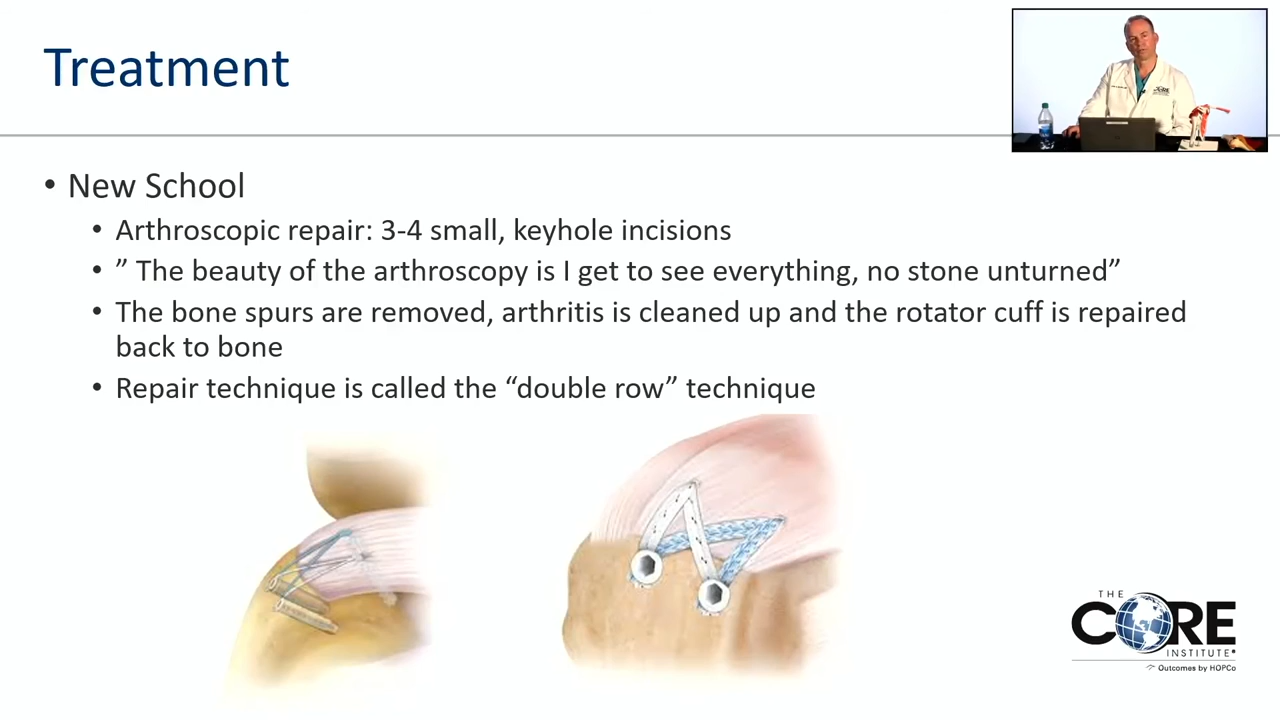 Treatment
• New School
• Arthroscopic repair: 3-4 small, keyhole incisions
• ” The beauty of the arthroscopy is I get to see everything, no stone unturned”
• The bone spurs are removed, arthritis is cleaned up and the rotator cuff is repaired
back to bone
• Repair technique is called the “double row” technique
THE
CORE
INSTITUTE
Outcomes by HOPCo